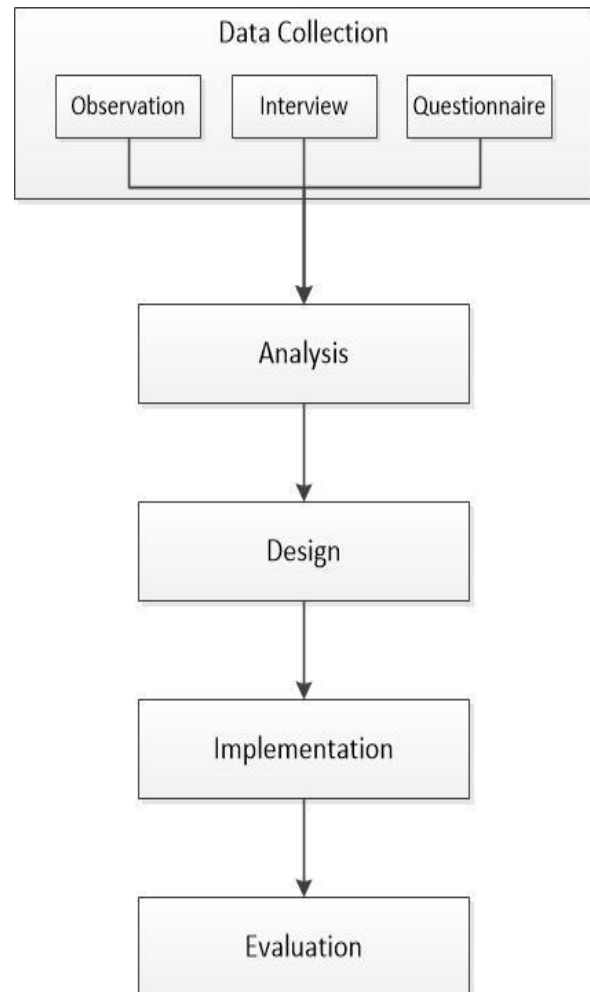 Data Collection
Observation
Interview
Questionnaire
Analysis
Design
Implementation
Evaluation